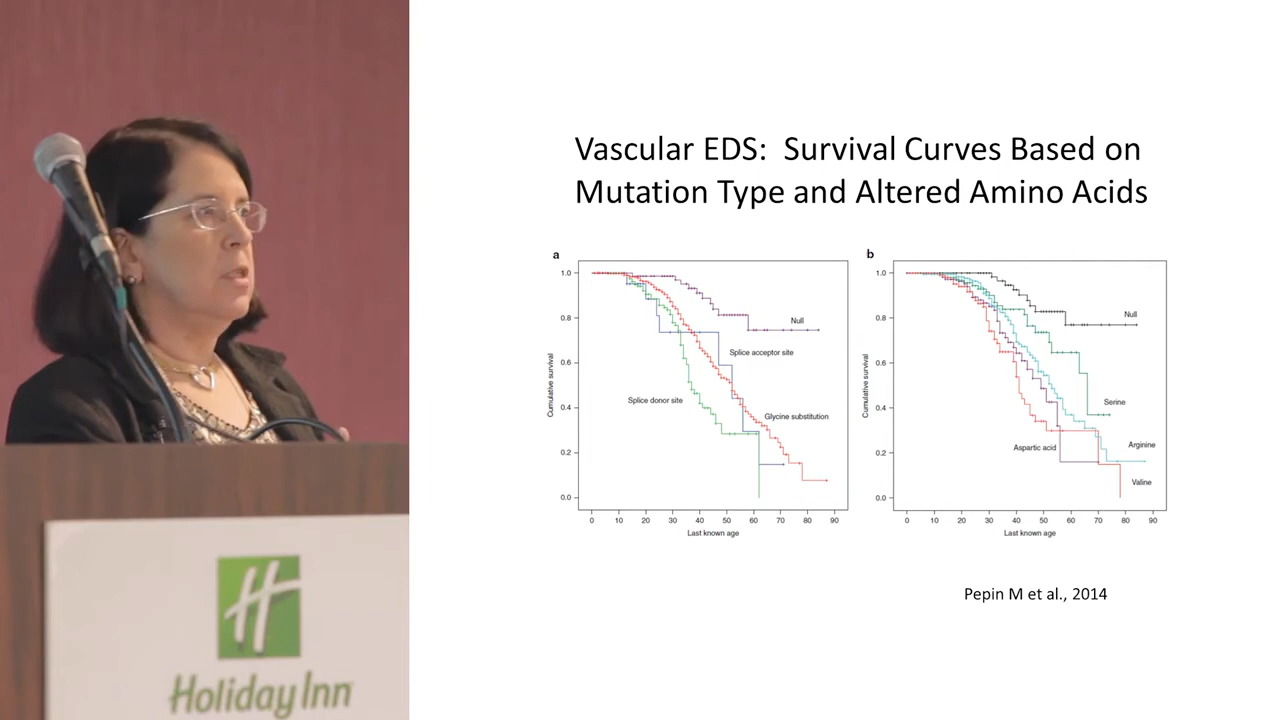 Vascular EDS: Survival Curves Based on
Mutation Type and Altered Amino Acids
a
1.0
0.8
0.6
0.4
0.2
0.0
Cumulative survival
Null
Splice acceptor site
Splice donor site
Glycine substitution
0 10 20 30 40 50 60 70 80 90
Last known age
b
1.0
0.8
0.6
0.4
0.2
0.0
Cumulative survival
Null
Serine
Aspartic acid
Arginine
Valine
0 10 20 30 40 50 60 70 80 90
Last known age
Pepin M et al., 2014
H
Holiday Inn